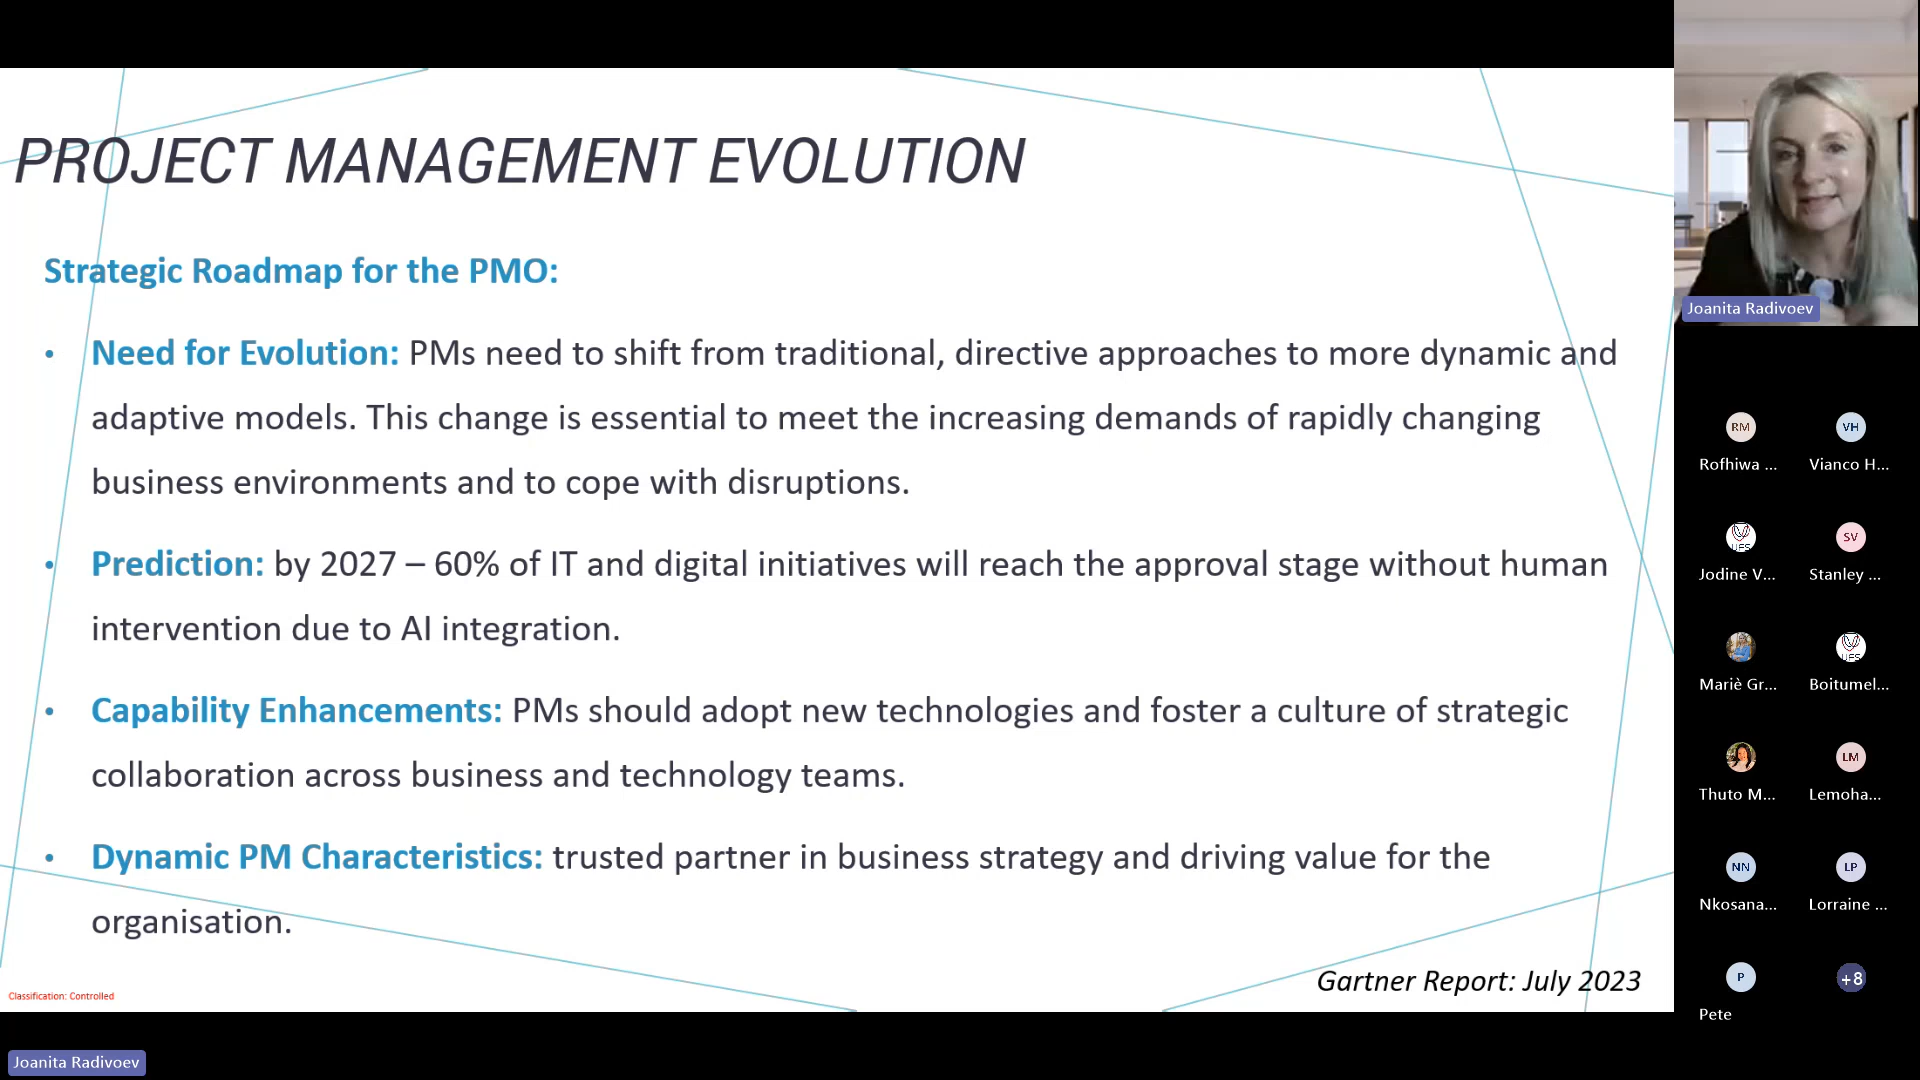 PROJECT MANAGEMENT EVOLUTION
Strategic Roadmap for the PMO:
• Need for Evolution: PMs need to shift from traditional, directive approaches to more dynamic and
adaptive models. This change is essential to meet the increasing demands of rapidly changing
business environments and to cope with disruptions.
• Prediction: by 2027 – 60% of IT and digital initiatives will reach the approval stage without human
intervention due to AI integration.
• Capability Enhancements: PMs should adopt new technologies and foster a culture of strategic
collaboration across business and technology teams.
• Dynamic PM Characteristics: trusted partner in business strategy and driving value for the
organisation.
Gartner Report: July 2023
Classification: Controlled
Joanita Radivoev
Joanita Radivoev
RM
VH
Rofhiwa ...
Vianco H...
UFS
SV
Jodine V...
Stanley ...
UFS
Mariè Gr...
Boitumel...
LM
Thuto M...
Lemoha...
NN
LP
Nkosana...
Lorraine ...
P
+8
Pete